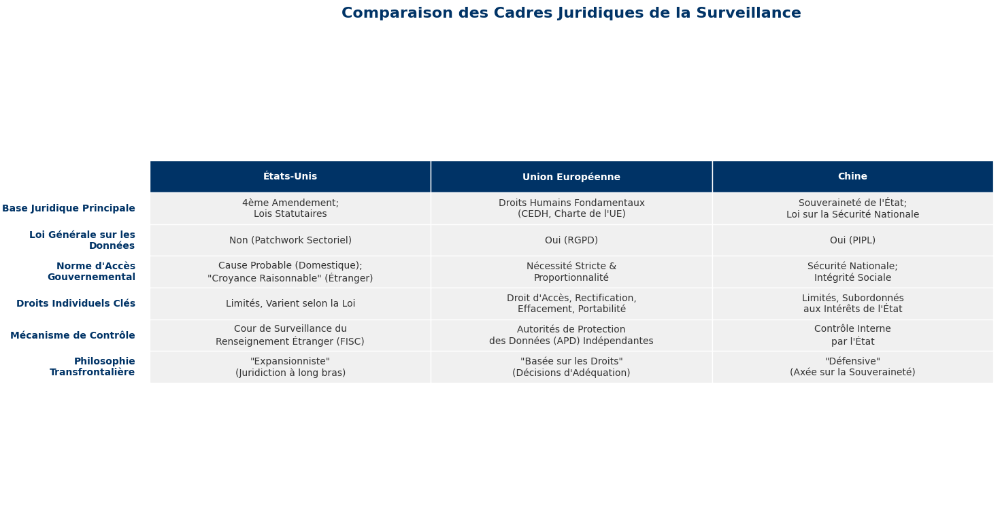 Comparaison des Cadres Juridiques de la Surveillance
États-Unis
Union Européenne
Chine
Base Juridique Principale
4ème Amendement;
Lois Statutaires
Droits Humains Fondamentaux
(CEDH, Charte de l'UE)
Souveraineté de l'État;
Loi sur la Sécurité Nationale
Loi Générale sur les
Données
Non (Patchwork Sectoriel)
Oui (RGPD)
Oui (PIPL)
Norme d'Accès
Gouvernemental
Cause Probable (Domestique);
"Croyance Raisonnable" (Étranger)
Nécessité Stricte &
Proportionnalité
Sécurité Nationale;
Intégrité Sociale
Droits Individuels Clés
Limités, Varient selon la Loi
Droit d'Accès, Rectification,
Effacement, Portabilité
Limités, Subordonnés
aux Intérêts de l'État
Mécanisme de Contrôle
Cour de Surveillance du
Renseignement Étranger (FISC)
Autorités de Protection
des Données (APD) Indépendantes
Contrôle Interne
par l'État
Philosophie
Transfrontalière
"Expansionniste"
(Juridiction à long bras)
"Basée sur les Droits"
(Décisions d'Adéquation)
"Défensive"
(Axée sur la Souveraineté)